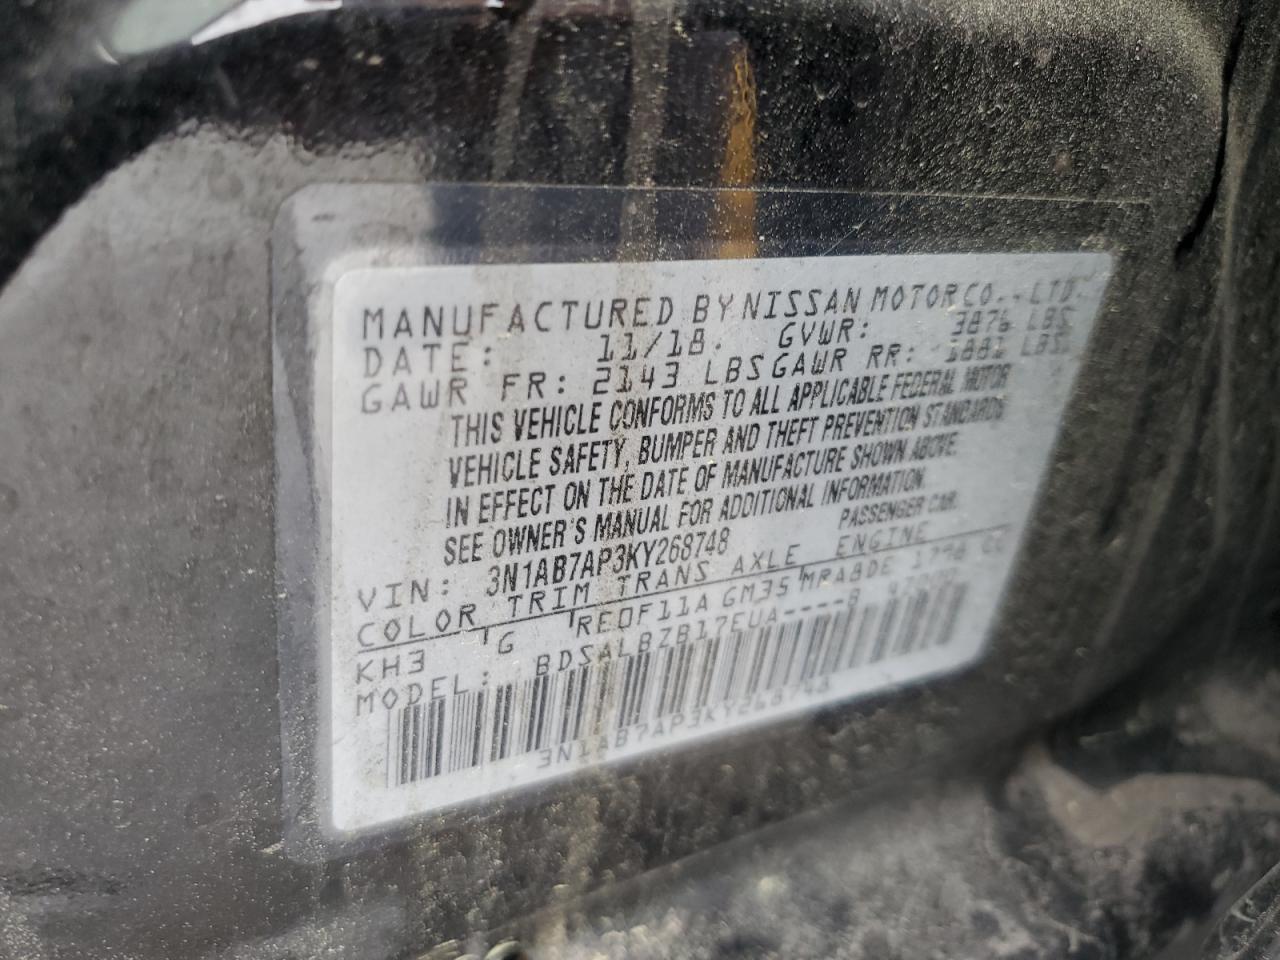 MANUFACTURED BY NISSAN MOTOR CO., LTD.
DATE: 11/18. GVWR: 3876 LBS
GAWR FR: 2143 LBS GAWR RR: 1881 LBS.
THIS VEHICLE CONFORMS TO ALL APPLICABLE FEDERAL MOTOR
VEHICLE SAFETY, BUMPER AND THEFT PREVENTION STANDARDS
IN EFFECT ON THE DATE OF MANUFACTURE SHOWN ABOVE.
SEE OWNER'S MANUAL FOR ADDITIONAL INFORMATION.
VIN: 3N1AB7AP3KY268748 PASSENGER CAR.
COLOR TRIM TRANS AXLE ENGINE
KH3 G RE0F11A GM35 MRA8DE 1798 CC
MODEL: BDSALBZB17EUA----B
3N1AB7AP3KY268748